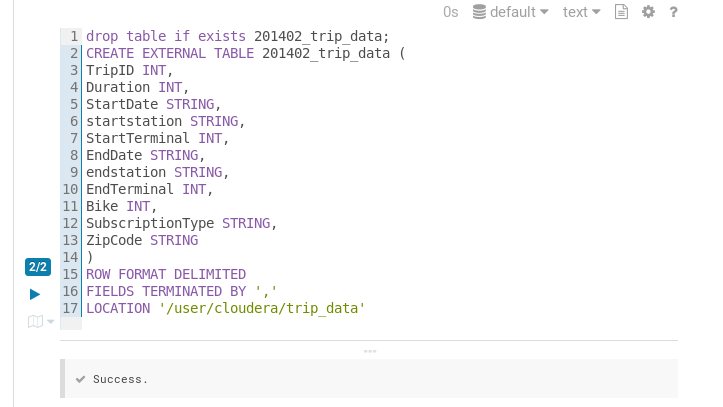 0s default text ?
1 drop table if exists 201402_trip_data;
2 CREATE EXTERNAL TABLE 201402_trip_data (
3 TripID INT,
4 Duration INT,
5 StartDate STRING,
6 startstation STRING,
7 StartTerminal INT,
8 EndDate STRING,
9 endstation STRING,
10 EndTerminal INT,
11 Bike INT,
12 SubscriptionType STRING,
13 ZipCode STRING
14 )
2/2
15 ROW FORMAT DELIMITED
16 FIELDS TERMINATED BY ','
17 LOCATION '/user/cloudera/trip_data'
Success.